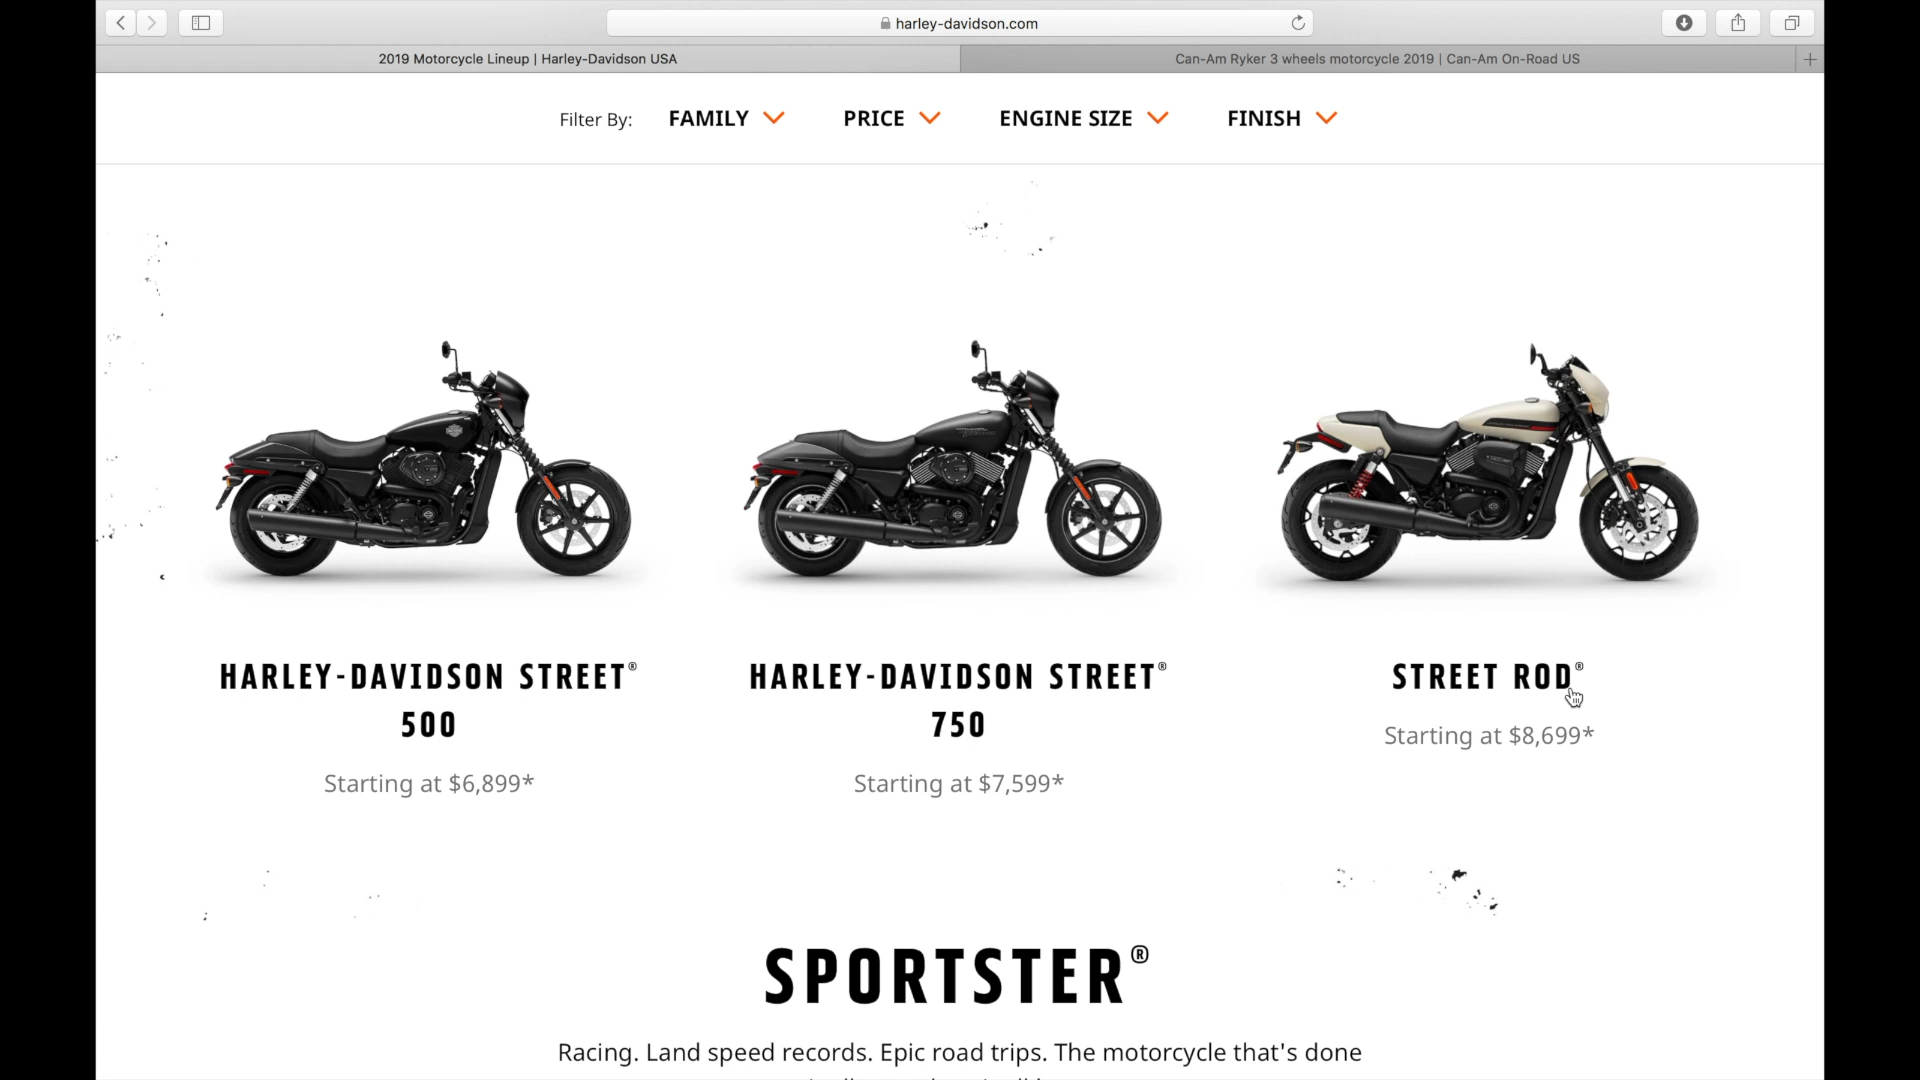 harley-davidson.com
2019 Motorcycle Lineup | Harley-Davidson USA
Can-Am Ryker 3 wheels motorcycle 2019 | Can-Am On-Road US
Filter By: FAMILY PRICE ENGINE SIZE FINISH
HARLEY-DAVIDSON STREET®
500
Starting at $6,899*
HARLEY-DAVIDSON STREET®
750
Starting at $7,599*
STREET ROD®
Starting at $8,699*
SPORTSTER®
Racing. Land speed records. Epic road trips. The motorcycle that's done